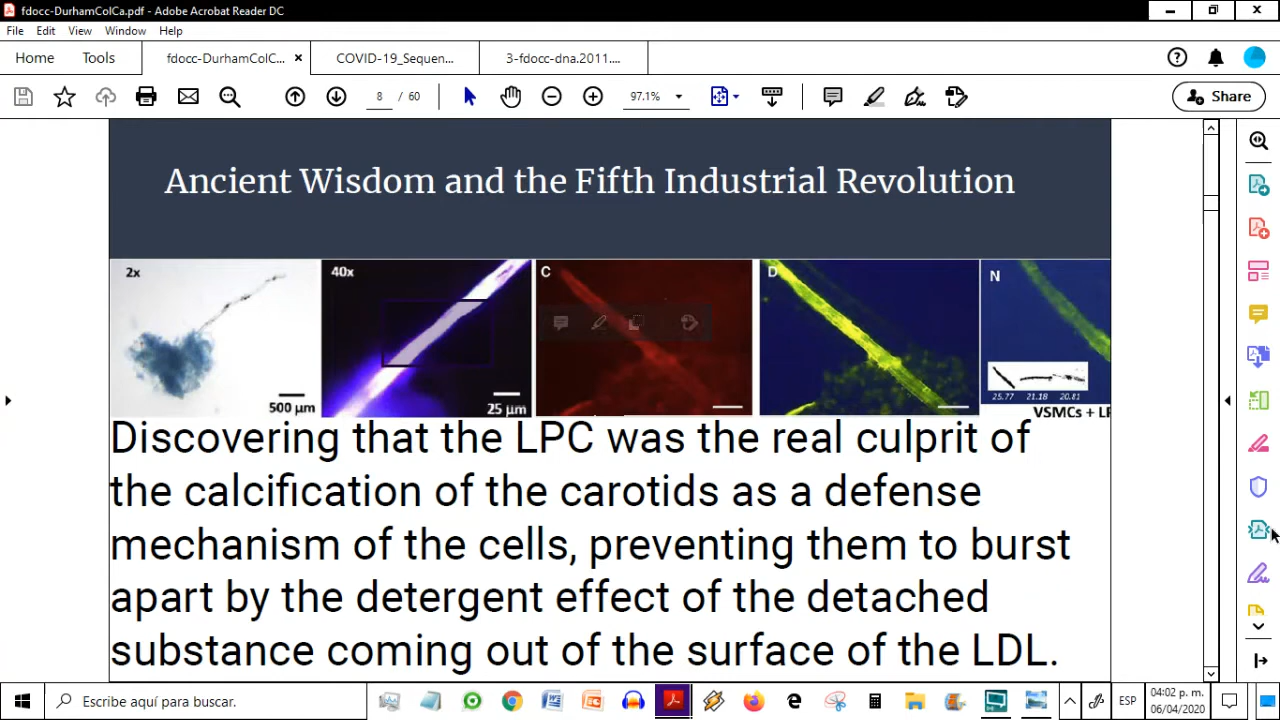 fdocc-DurhamColCa.pdf - Adobe Acrobat Reader DC
File Edit View Window Help
Home Tools fdocc-DurhamColC... COVID-19_Sequen... 3-fdocc-dna.2011....
8 / 60 97.1% Share
Ancient Wisdom and the Fifth Industrial Revolution
2x 40x C D N
500 µm 25 µm
25.77 21.18 20.81
VSMCs + LP
Discovering that the LPC was the real culprit of
the calcification of the carotids as a defense
mechanism of the cells, preventing them to burst
apart by the detergent effect of the detached
substance coming out of the surface of the LDL.
Escribe aquí para buscar. ESP 04:02 p. m.
06/04/2020